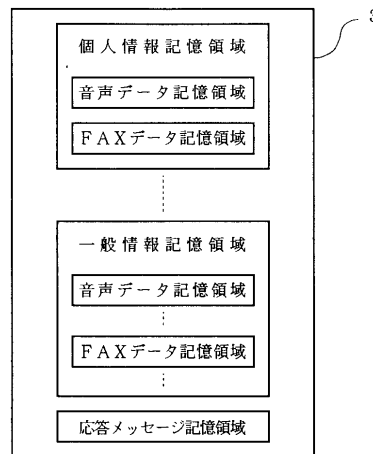 個人情報記憶領域
音声データ記憶領域
FAXデータ記憶領域
一般情報記憶領域
音声データ記憶領域
FAXデータ記憶領域
応答メッセージ記憶領域